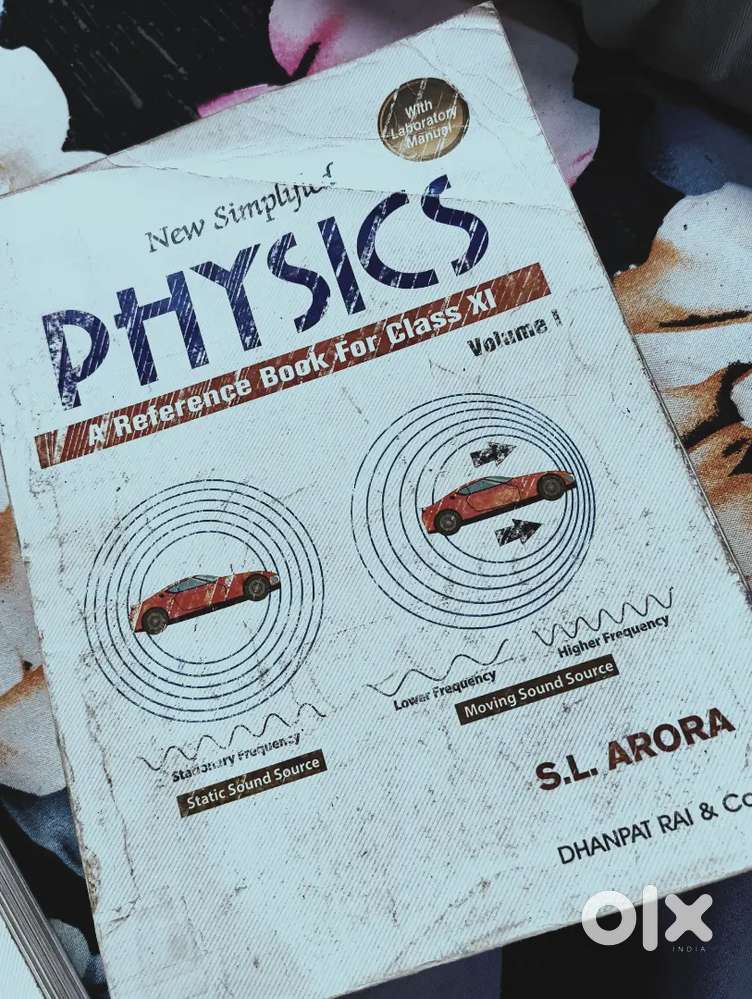 With
Laboratory
Manual
New Simplified
PHYSICS
A Reference Book For Class XI
Volume I
Higher Frequency
Lower Frequency
Moving Sound Source
Stationary Frequency
Static Sound Source
S.L. ARORA
DHANPAT RAI & Co
olx
INDIA